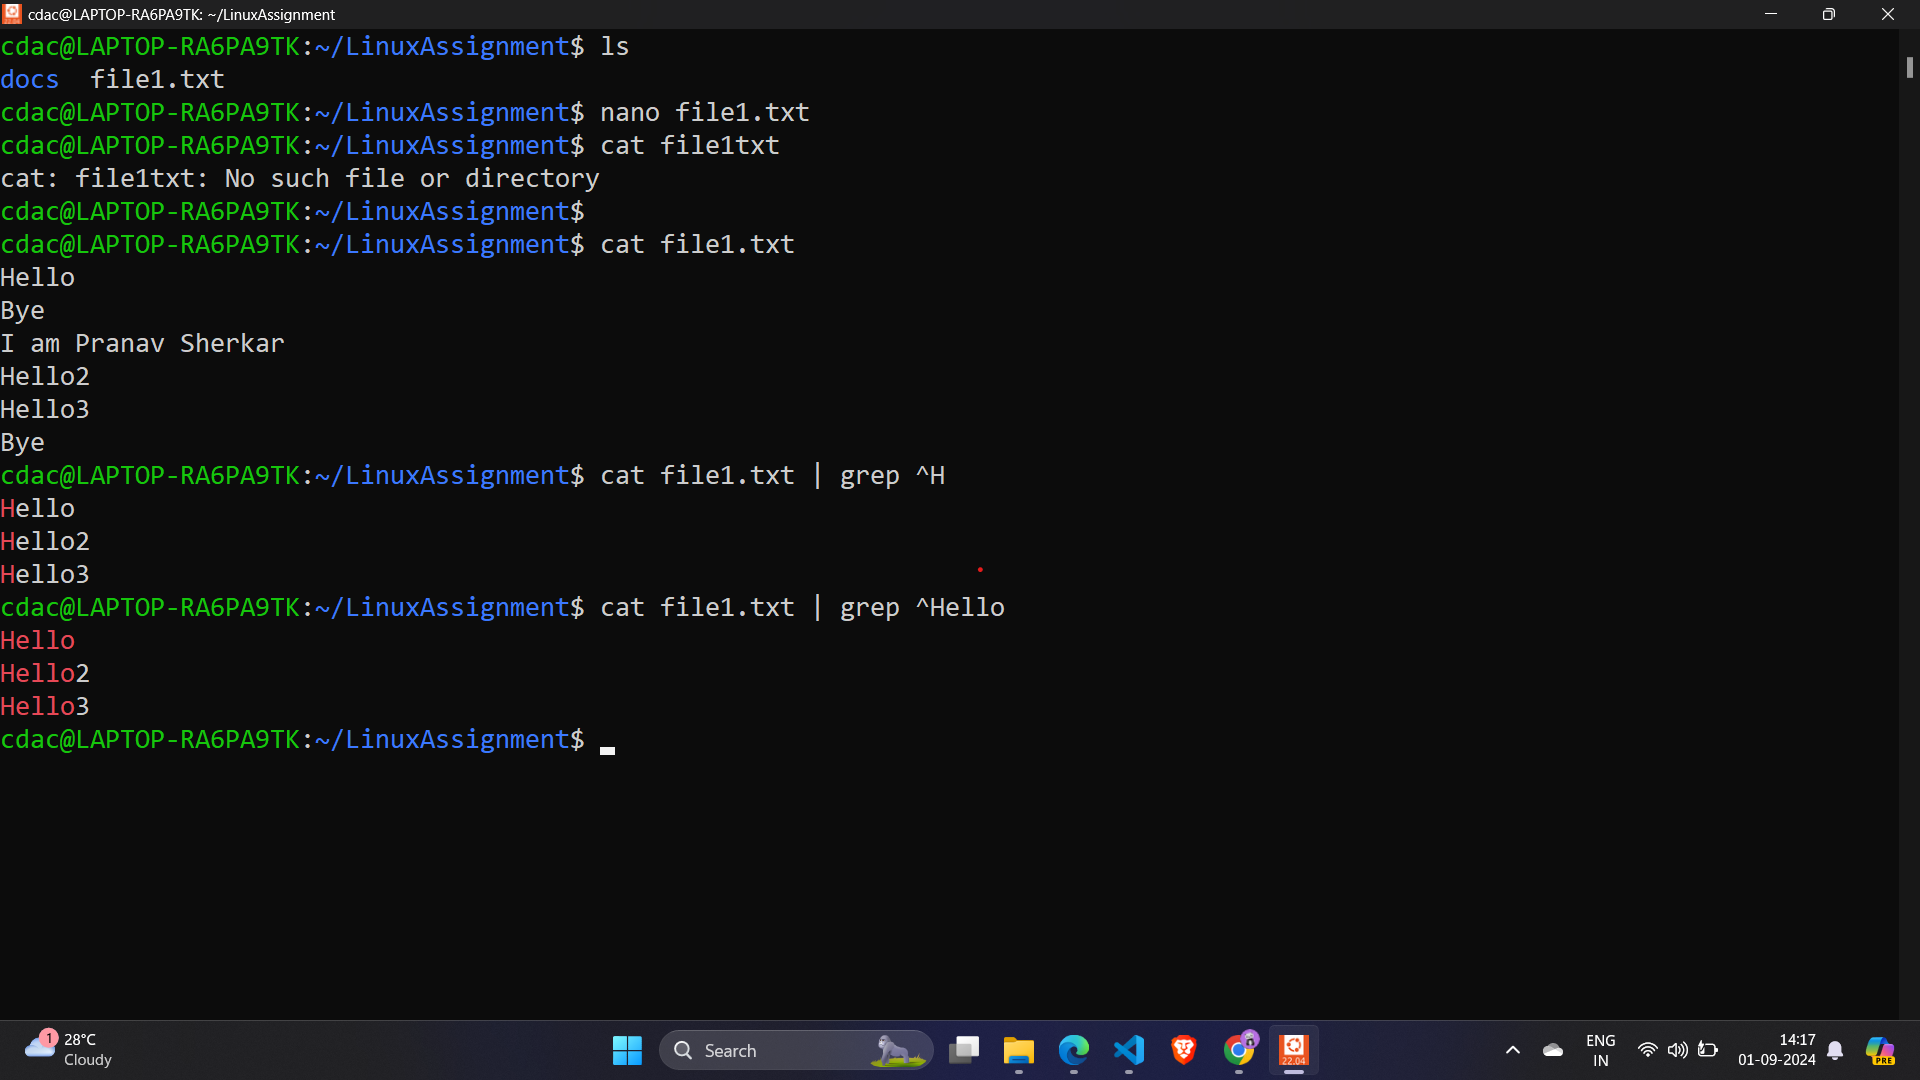 cdac@LAPTOP-RA6PA9TK: ~/LinuxAssignment
cdac@LAPTOP-RA6PA9TK:~/LinuxAssignment$ ls
docs  file1.txt
cdac@LAPTOP-RA6PA9TK:~/LinuxAssignment$ nano file1.txt
cdac@LAPTOP-RA6PA9TK:~/LinuxAssignment$ cat file1txt
cat: file1txt: No such file or directory
cdac@LAPTOP-RA6PA9TK:~/LinuxAssignment$
cdac@LAPTOP-RA6PA9TK:~/LinuxAssignment$ cat file1.txt
Hello
Bye
I am Pranav Sherkar
Hello2
Hello3
Bye
cdac@LAPTOP-RA6PA9TK:~/LinuxAssignment$ cat file1.txt | grep ^H
Hello
Hello2
Hello3
cdac@LAPTOP-RA6PA9TK:~/LinuxAssignment$ cat file1.txt | grep ^Hello
Hello
Hello2
Hello3
cdac@LAPTOP-RA6PA9TK:~/LinuxAssignment$
1
28°C
Cloudy
Search
22.04
ENG
IN
14:17
01-09-2024
PRE